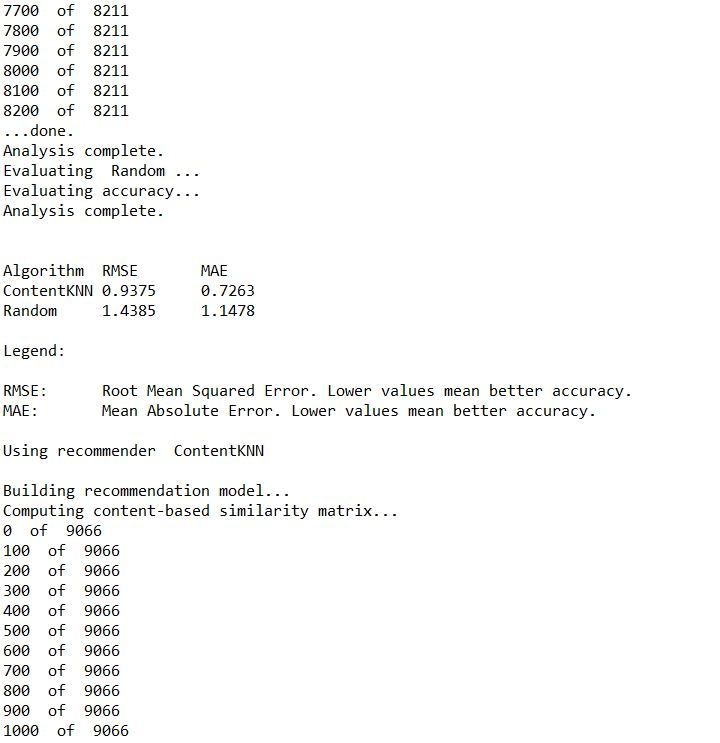 7700  of  8211
7800  of  8211
7900  of  8211
8000  of  8211
8100  of  8211
8200  of  8211
...done.
Analysis complete.
Evaluating  Random ...
Evaluating accuracy...
Analysis complete.
Algorithm  RMSE       MAE
ContentKNN 0.9375     0.7263
Random     1.4385     1.1478
Legend:
RMSE:      Root Mean Squared Error. Lower values mean better accuracy.
MAE:       Mean Absolute Error. Lower values mean better accuracy.
Using recommender  ContentKNN
Building recommendation model...
Computing content-based similarity matrix...
0  of  9066
100  of  9066
200  of  9066
300  of  9066
400  of  9066
500  of  9066
600  of  9066
700  of  9066
800  of  9066
900  of  9066
1000  of  9066